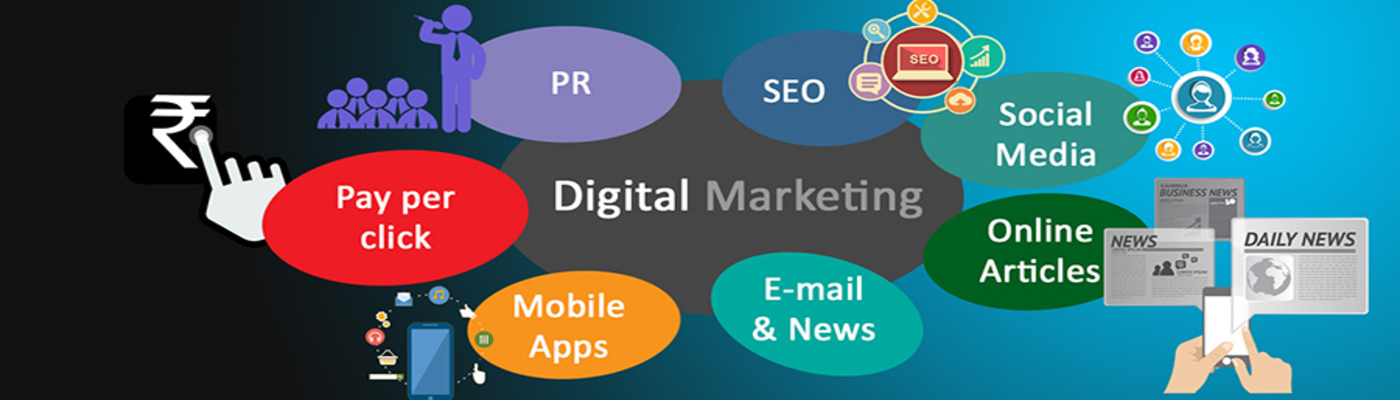 ₹
PR
SEO
SEO
Social
Media
Pay per
click
Digital Marketing
Online
Articles
BUSINESS NEWS
NEWS
DAILY NEWS
Mobile
Apps
E-mail
& News